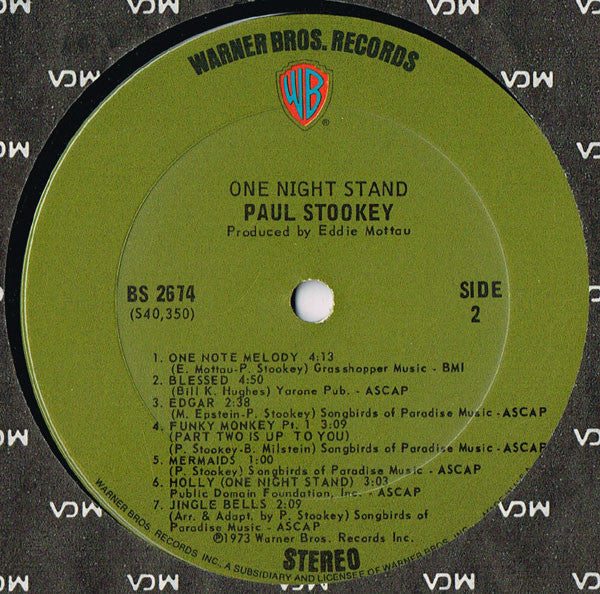 WARNER BROS. RECORDS
WB
®
ONE NIGHT STAND
PAUL STOOKEY
Produced by Eddie Mottau
BS 2674
(S40,350)
SIDE
2
1. ONE NOTE MELODY 4:13
(E. Mottau-P. Stookey) Grasshopper Music - BMI
2. BLESSED 4:50
(Bill K. Hughes) Yarone Pub. - ASCAP
3. EDGAR 2:38
(M. Epstein-P. Stookey) Songbirds of Paradise Music - ASCAP
4. FUNKY MONKEY Pt. 1 3:09
(PART TWO IS UP TO YOU)
(P. Stookey-B. Milstein) Songbirds of Paradise Music - ASCAP
5. MERMAIDS 1:00
(P. Stookey) Songbirds of Paradise Music - ASCAP
6. HOLLY (ONE NIGHT STAND) 3:03
Public Domain Foundation, Inc. - ASCAP
7. JINGLE BELLS 2:09
(Arr. & Adapt. by P. Stookey) Songbirds of
Paradise Music - ASCAP
℗1973 Warner Bros. Records Inc.
STEREO
WARNER BROS. RECORDS INC., A SUBSIDIARY AND LICENSEE OF WARNER BROS.
MCA
MCA
MCA
MCA
MCA
MCA
MCA
MCA
MCA
MCA
MCA
MCA